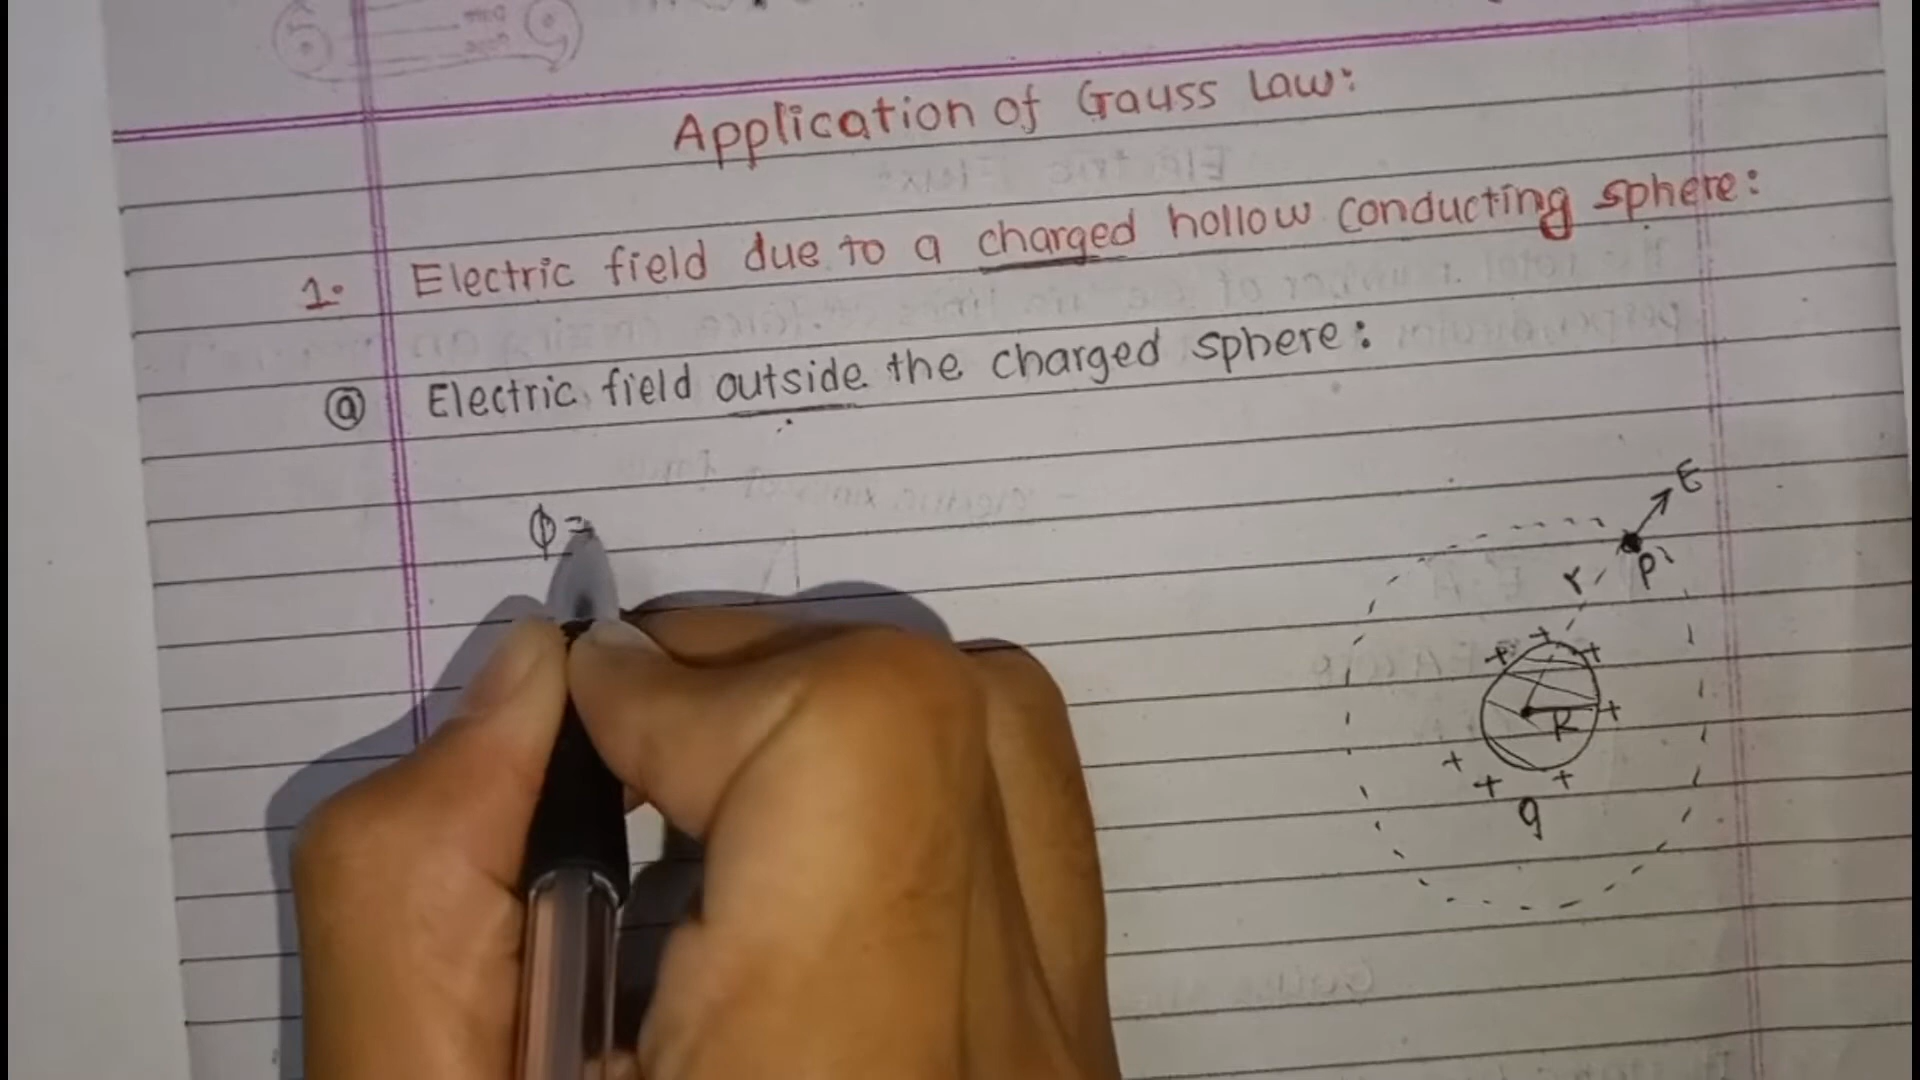 Application of Gauss Law:
1. Electric field due to a charged hollow conducting sphere:
ⓐ Electric field outside the charged sphere:
E
ϕ =
P
r
+ + +
R +
+ + +
q